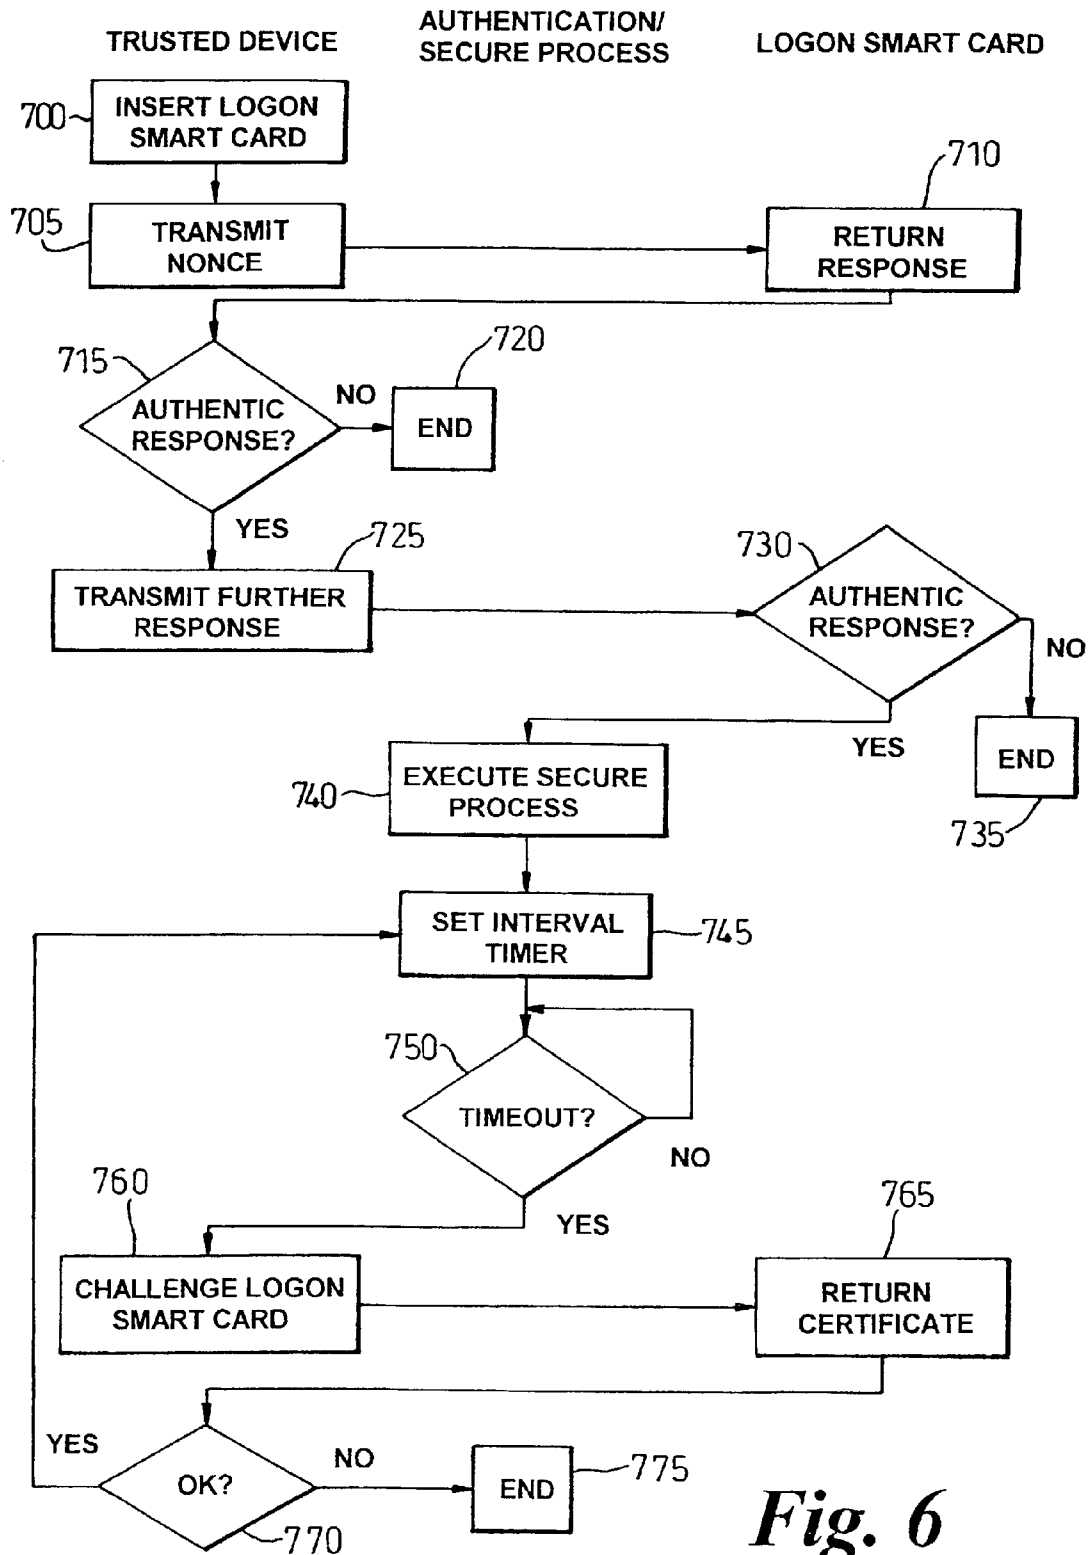 TRUSTED DEVICE
AUTHENTICATION/
SECURE PROCESS
LOGON SMART CARD
700
INSERT LOGON
SMART CARD
705
TRANSMIT
NONCE
710
RETURN
RESPONSE
715
AUTHENTIC
RESPONSE?
NO
720
END
YES
725
TRANSMIT FURTHER
RESPONSE
730
AUTHENTIC
RESPONSE?
NO
YES
END
735
740
EXECUTE SECURE
PROCESS
SET INTERVAL
TIMER
745
750
TIMEOUT?
NO
YES
760
CHALLENGE LOGON
SMART CARD
765
RETURN
CERTIFICATE
YES
OK?
NO
770
END
775
Fig. 6